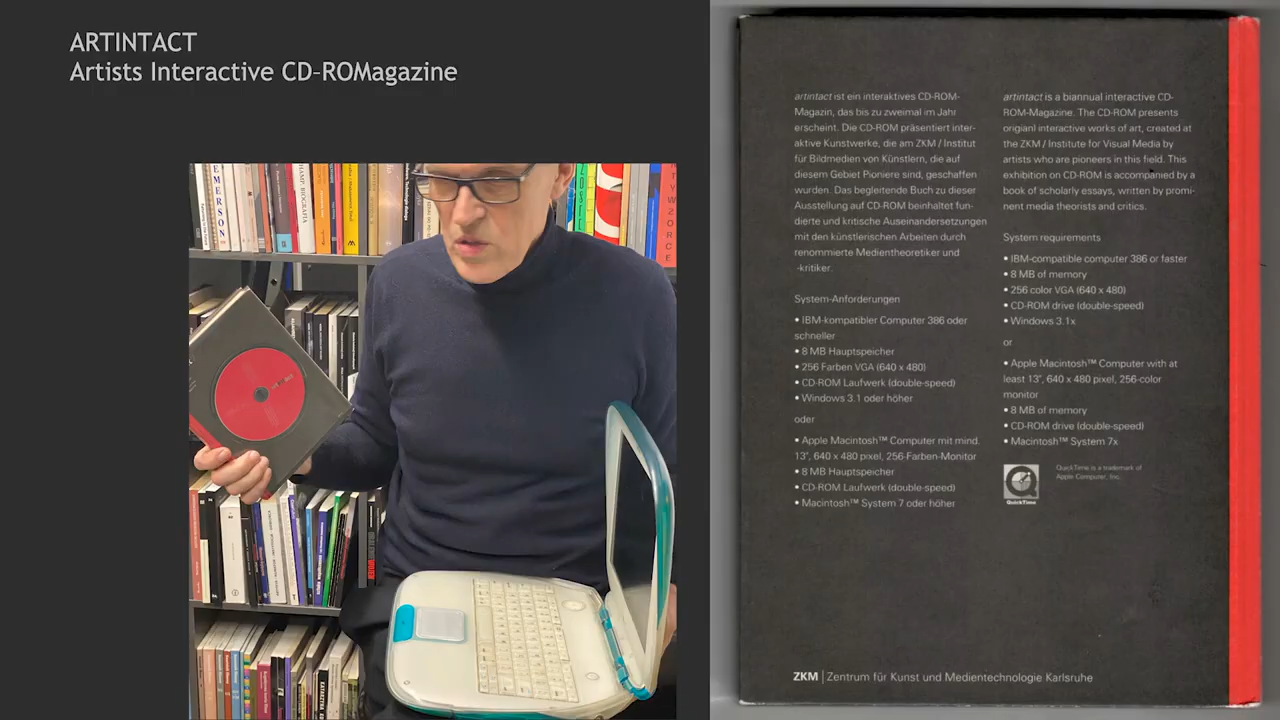 ARTINTACT
Artists Interactive CD-ROMagazine
EMERSON
TYWZORCE
artintact ist ein interaktives CD-ROM-
Magazin, das bis zu zweimal im Jahr
erscheint. Die CD-ROM präsentiert inter-
aktive Kunstwerke, die am ZKM / Institut
für Bildmedien von Künstlern, die auf
diesem Gebiet Pioniere sind, geschaffen
wurden. Das begleitende Buch zu dieser
Ausstellung auf CD-ROM beinhaltet fun-
dierte und kritische Auseinandersetzungen
mit den künstlerischen Arbeiten durch
renommierte Medientheoretiker und
-kritiker.
System-Anforderungen
• IBM-kompatibler Computer 386 oder
schneller
• 8 MB Hauptspeicher
• 256 Farben VGA (640 x 480)
• CD-ROM Laufwerk (double-speed)
• Windows 3.1 oder höher
oder
• Apple Macintosh™ Computer mit mind.
13", 640 x 480 pixel, 256-Farben-Monitor
• 8 MB Hauptspeicher
• CD-ROM Laufwerk (double-speed)
• Macintosh™ System 7 oder höher
artintact is a biannual interactive CD-
ROM-Magazine. The CD-ROM presents
origianl interactive works of art, created at
the ZKM / Institute for Visual Media by
artists who are pioneers in this field. This
exhibition on CD-ROM is accompanied by a
book of scholarly essays, written by promi-
nent media theorists and critics.
System requirements
• IBM-compatible computer 386 or faster
• 8 MB of memory
• 256 color VGA (640 x 480)
• CD-ROM drive (double-speed)
• Windows 3.1x
or
• Apple Macintosh™ Computer with at
least 13", 640 x 480 pixel, 256-color
monitor
• 8 MB of memory
• CD-ROM drive (double-speed)
• Macintosh™ System 7x
QuickTime
QuickTime is a trademark of
Apple Computer, Inc.
ZKM | Zentrum für Kunst und Medientechnologie Karlsruhe